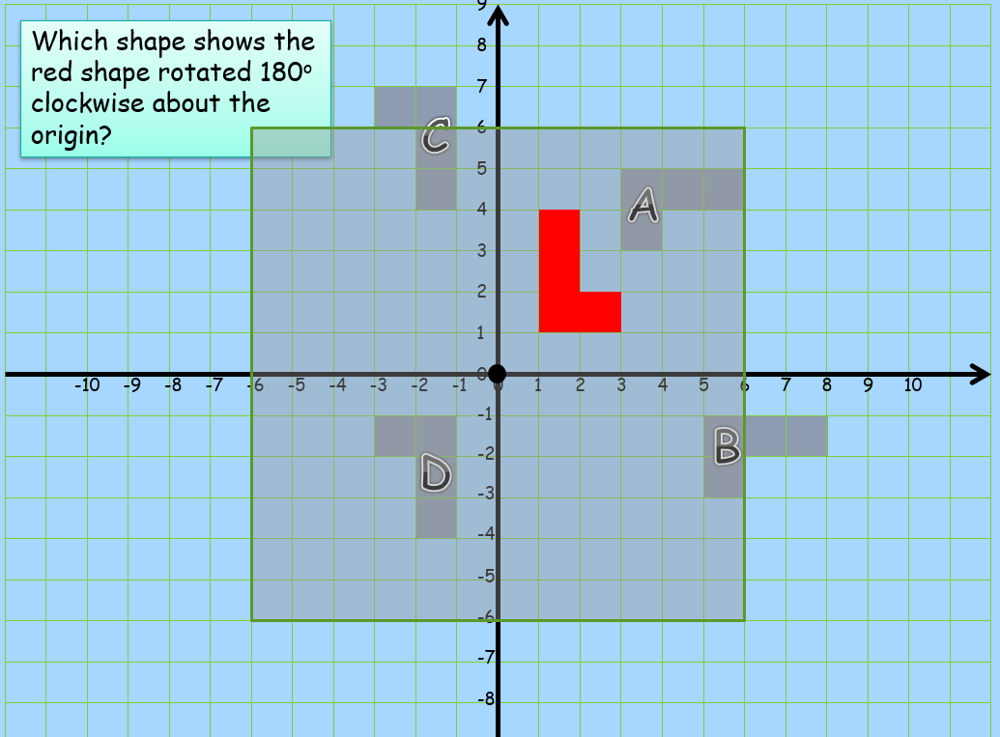 Which shape shows the
red shape rotated 180°
clockwise about the
origin?
9
8
7
6
5
4
3
2
1
0
-1
-2
-3
-4
-5
-6
-7
-8
-10 -9 -8 -7 -6 -5 -4 -3 -2 -1 0 1 2 3 4 5 6 7 8 9 10
C
A
B
D